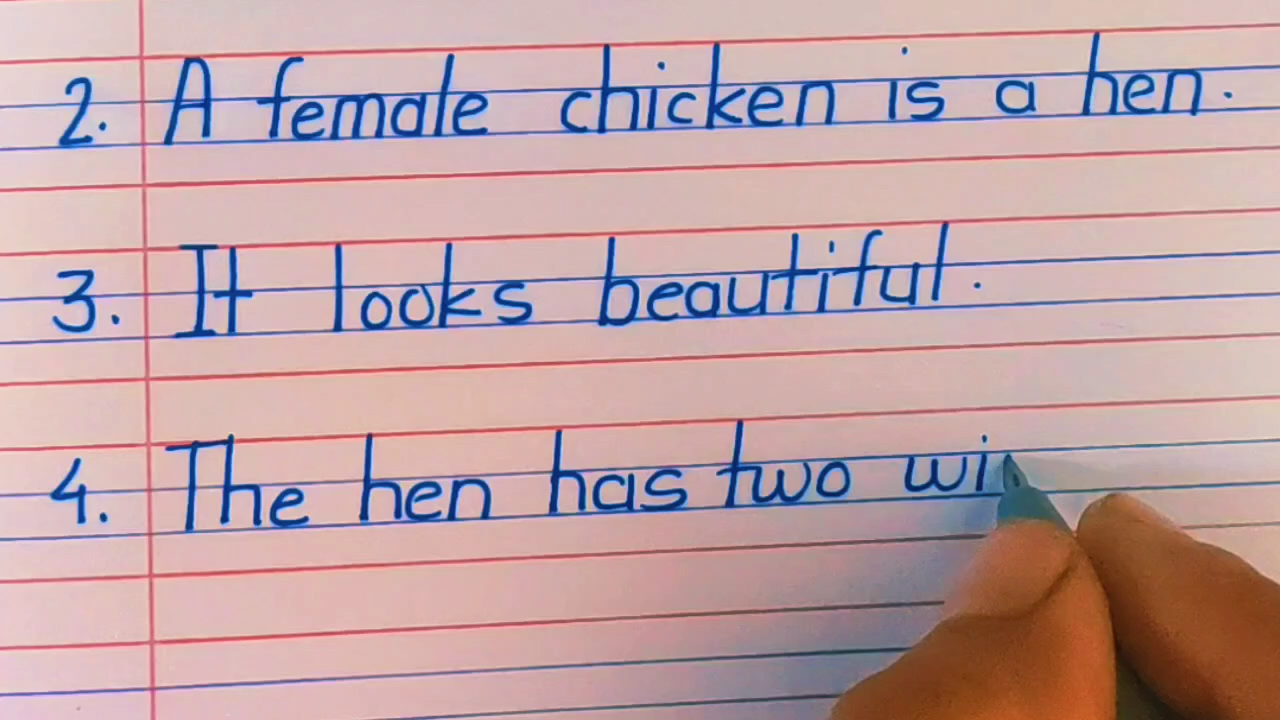 2. A female chicken is a hen.
3. It looks beautiful.
4. The hen has two wi